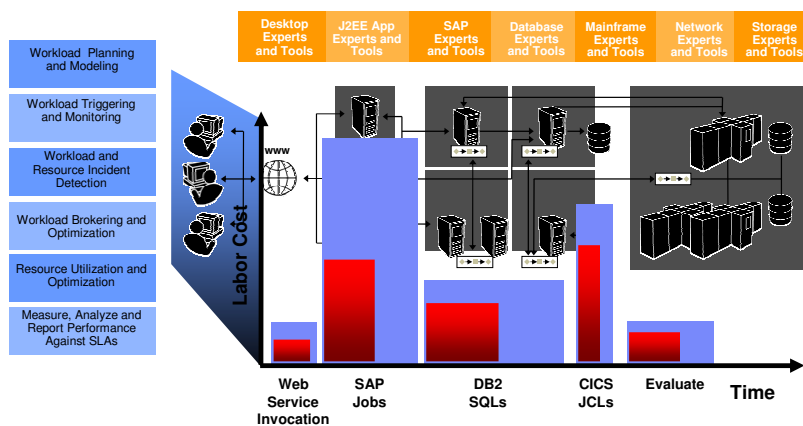 Desktop
Experts
and Tools
J2EE App
Experts and
Tools
SAP
Experts
and Tools
Database
Experts
and Tools
Mainframe
Experts
and Tools
Network
Experts
and Tools
Storage
Experts
and Tools
Workload Planning
and Modeling
Workload Triggering
and Monitoring
Workload and
Resource Incident
Detection
Workload Brokering and
Optimization
Resource Utilization and
Optimization
Measure, Analyze and
Report Performance
Against SLAs
www
Labor Cost
Web
Service
Invocation
SAP
Jobs
DB2
SQLs
CICS
JCLs
Evaluate
Time